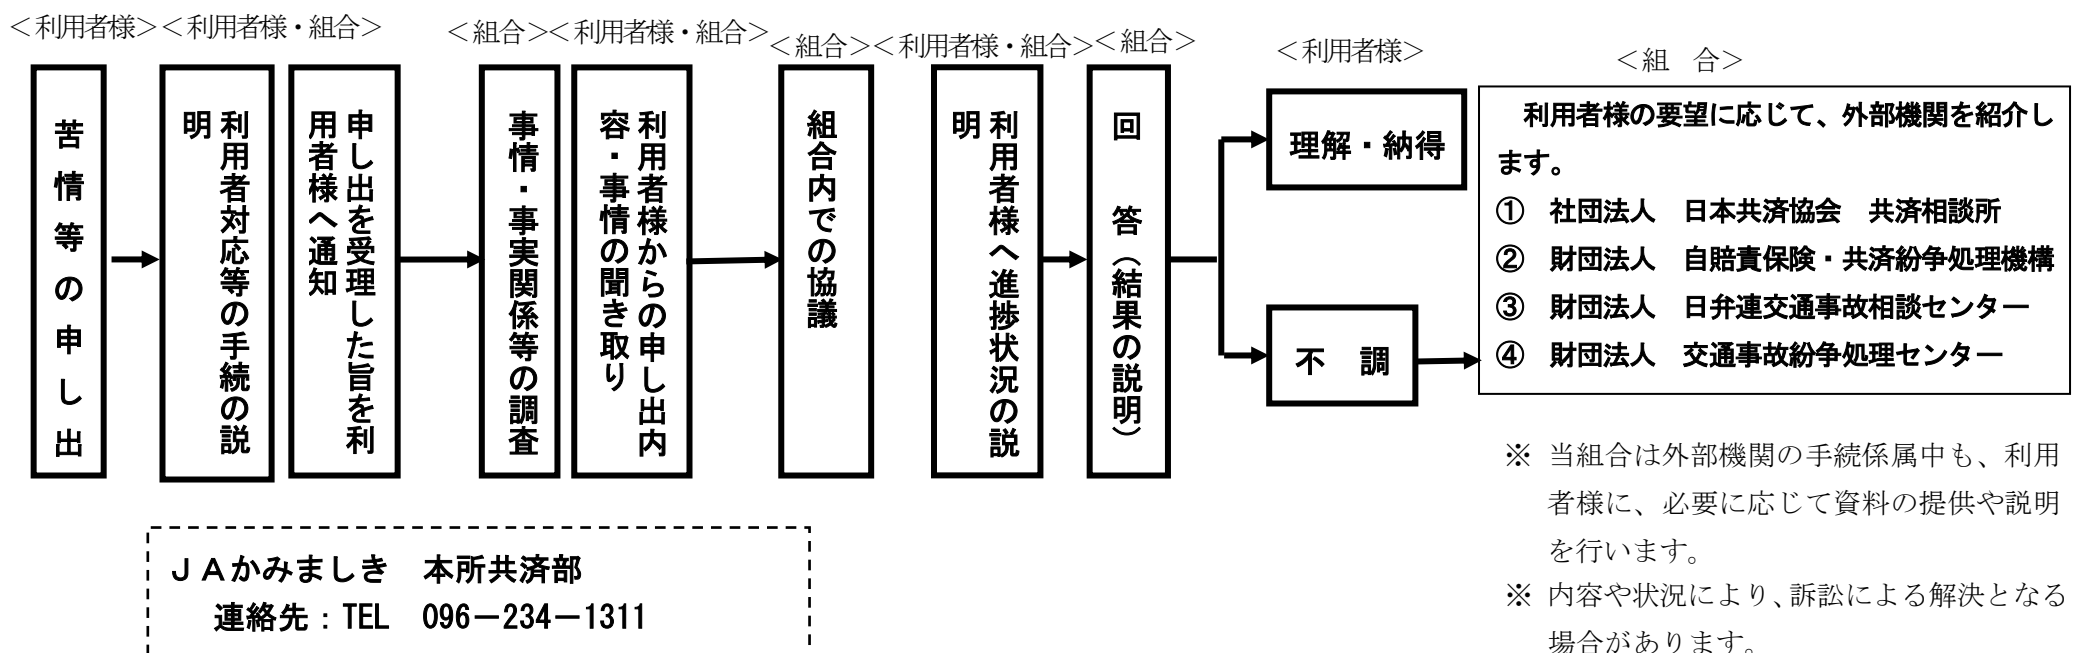 ＜利用者様＞
＜利用者様・組合＞
＜組合＞
＜利用者様・組合＞
＜組合＞
＜利用者様・組合＞
＜組合＞
＜利用者様＞
＜組　合＞
苦情等の申し出
利用者対応等の手続の説
明
申し出を受理した旨を利
用者様へ通知
事情・事実関係等の調査
利用者様からの申し出内
容・事情の聞き取り
組合内での協議
利用者様へ進捗状況の説
明
回　答（結果の説明）
理解・納得
不　調
利用者様の要望に応じて、外部機関を紹介し
ます。
①　社団法人　日本共済協会　共済相談所
②　財団法人　自賠責保険・共済紛争処理機構
③　財団法人　日弁連交通事故相談センター
④　財団法人　交通事故紛争処理センター
※ 当組合は外部機関の手続係属中も、利用
者様に、必要に応じて資料の提供や説明
を行います。
※ 内容や状況により、訴訟による解決となる
場合があります。
ＪＡかみましき　本所共済部
連絡先：TEL　096－234－1311